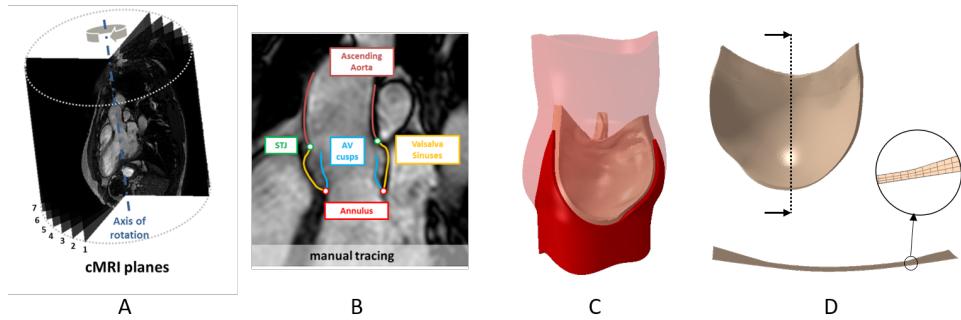 7
6
5
4
3
2
1
Axis of
rotation
cMRI planes
A
Ascending
Aorta
STJ
AV
cusps
Valsalva
Sinuses
Annulus
manual tracing
B
C
D